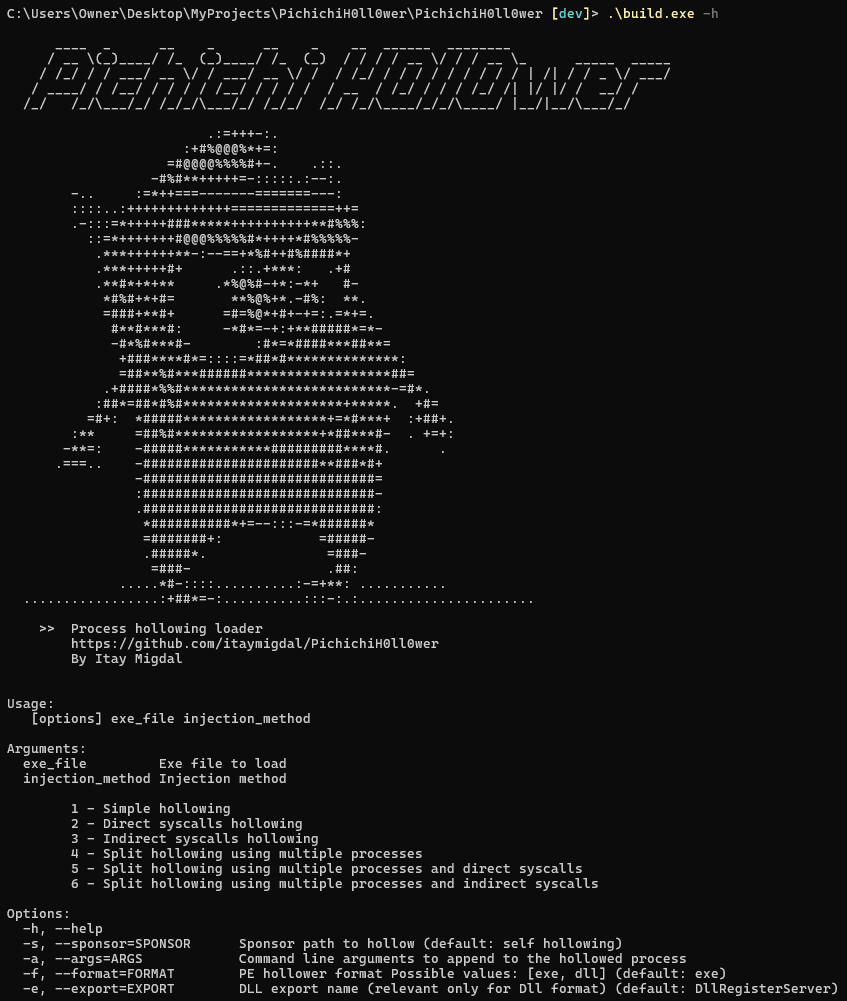 C:\Users\Owner\Desktop\MyProjects\PichichiH0ll0wer\PichichiH0ll0wer [dev]> .\build.exe -h
PichichiH0ll0wer
>> Process hollowing loader
https://github.com/itaymigdal/PichichiH0ll0wer
By Itay Migdal
Usage:
[options] exe_file injection_method
Arguments:
exe_file Exe file to load
injection_method Injection method
1 - Simple hollowing
2 - Direct syscalls hollowing
3 - Indirect syscalls hollowing
4 - Split hollowing using multiple processes
5 - Split hollowing using multiple processes and direct syscalls
6 - Split hollowing using multiple processes and indirect syscalls
Options:
-h, --help
-s, --sponsor=SPONSOR Sponsor path to hollow (default: self hollowing)
-a, --args=ARGS Command line arguments to append to the hollowed process
-f, --format=FORMAT PE hollower format Possible values: [exe, dll] (default: exe)
-e, --export=EXPORT DLL export name (relevant only for Dll format) (default: DllRegisterServer)